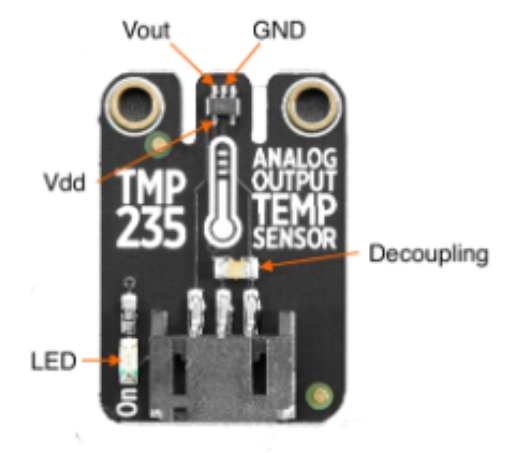 Vout
GND
Vdd
TMP
235
ANALOG
OUTPUT
TEMP
SENSOR
Decoupling
LED
On